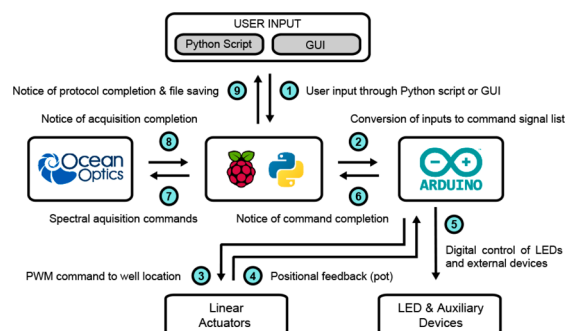 USER INPUT
Python Script
GUI
Notice of protocol completion & file saving
9
1
User input through Python script or GUI
Notice of acquisition completion
8
2
Conversion of inputs to command signal list
Ocean
Optics
ARDUINO
7
6
Spectral aquisition commands
Notice of command completion
5
Digital control of LEDs
and external devices
PWM command to well location
3
4
Positional feedback (pot)
Linear
Actuators
LED & Auxiliary
Devices